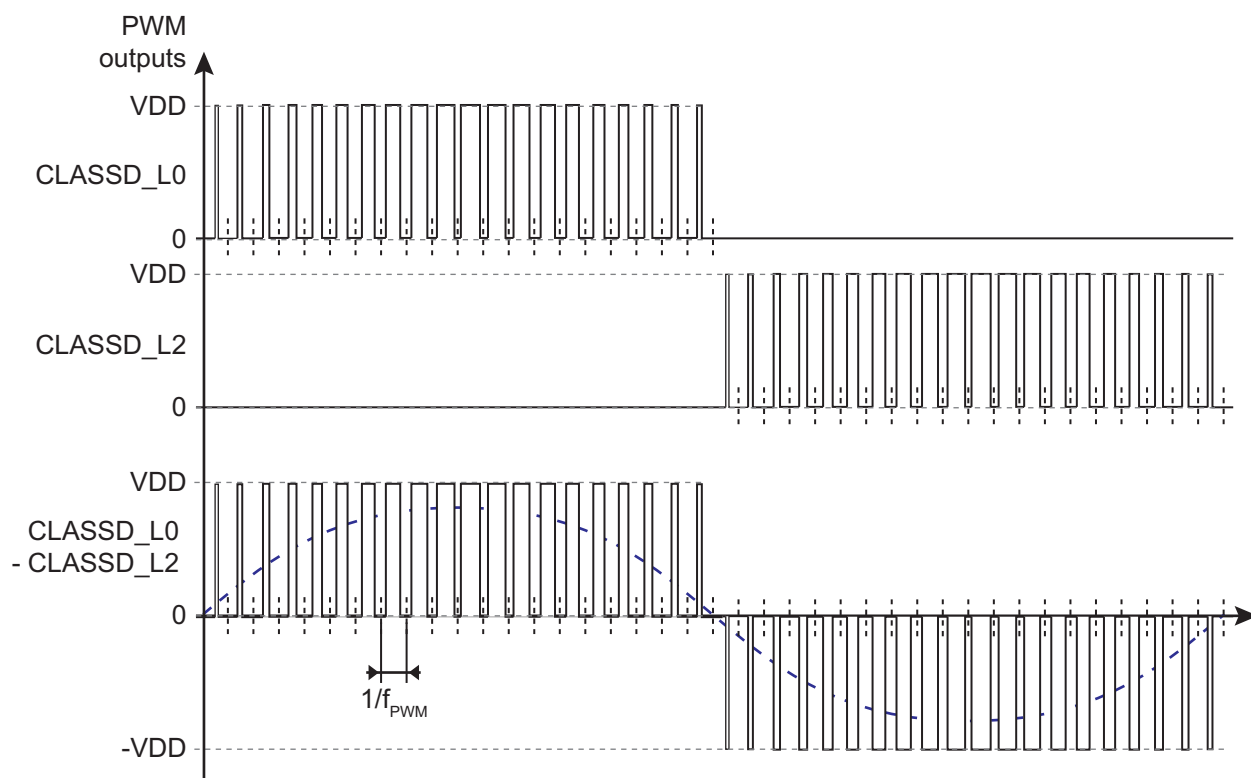 PWM
outputs
VDD
CLASSD_L0
0
VDD
CLASSD_L2
0
VDD
CLASSD_L0
- CLASSD_L2
0
1/fPWM
-VDD